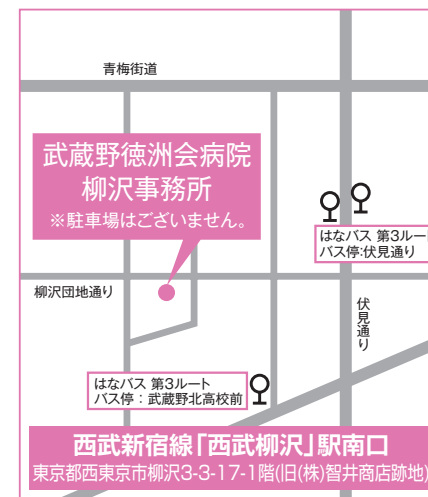 青梅街道
武蔵野徳洲会病院
柳沢事務所
※駐車場はございません。
はなバス 第3ルート
バス停:伏見通り
柳沢団地通り
伏見通り
はなバス 第3ルート
バス停：武蔵野北高校前
西武新宿線「西武柳沢」駅南口
東京都西東京市柳沢3-3-17-1階(旧(株)智井商店跡地)